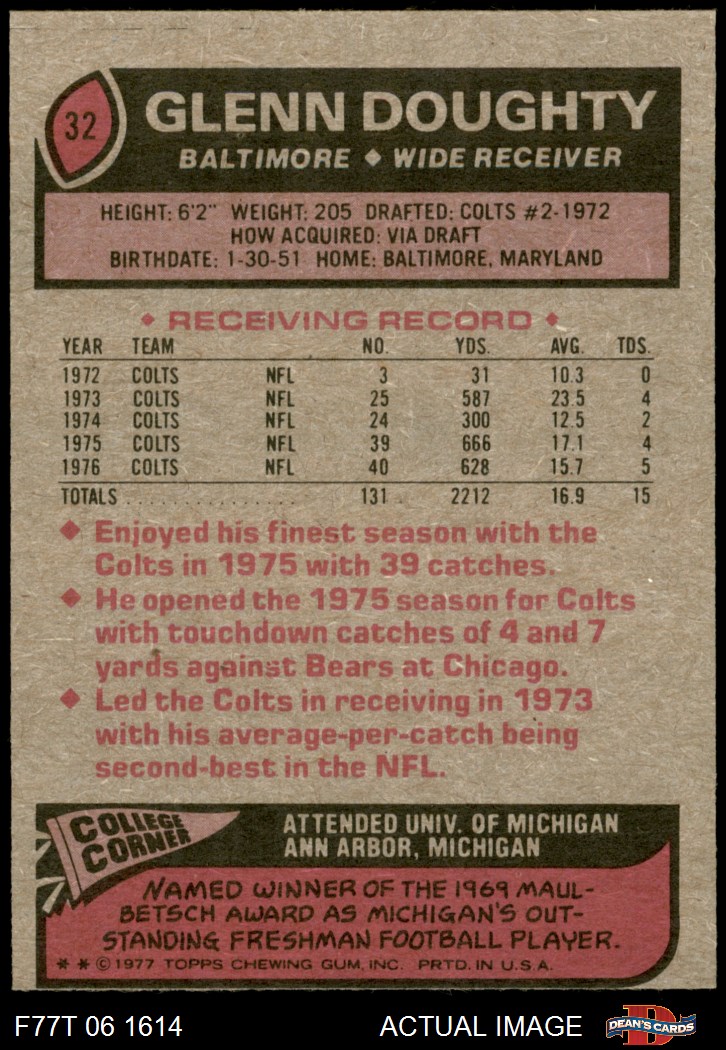 32
GLENN DOUGHTY
BALTIMORE ◆ WIDE RECEIVER
HEIGHT: 6'2" WEIGHT: 205 DRAFTED: COLTS #2-1972
HOW ACQUIRED: VIA DRAFT
BIRTHDATE: 1-30-51 HOME: BALTIMORE, MARYLAND
◆ RECEIVING RECORD ◆
YEAR TEAM NO. YDS. AVG. TDS.
1972 COLTS NFL 3 31 10.3 0
1973 COLTS NFL 25 587 23.5 4
1974 COLTS NFL 24 300 12.5 2
1975 COLTS NFL 39 666 17.1 4
1976 COLTS NFL 40 628 15.7 5
TOTALS . . . . . . . . . . . . . . . . 131 2212 16.9 15
◆ Enjoyed his finest season with the
Colts in 1975 with 39 catches.
◆ He opened the 1975 season for Colts
with touchdown catches of 4 and 7
yards against Bears at Chicago.
◆ Led the Colts in receiving in 1973
with his average-per-catch being
second-best in the NFL.
COLLEGE
CORNER
ATTENDED UNIV. OF MICHIGAN
ANN ARBOR, MICHIGAN
NAMED WINNER OF THE 1969 MAUL-
BETSCH AWARD AS MICHIGAN'S OUT-
STANDING FRESHMAN FOOTBALL PLAYER.
* * © 1977 TOPPS CHEWING GUM, INC. PRTD. IN U.S.A.
F77T 06 1614 ACTUAL IMAGE
D
DEAN'S CARDS